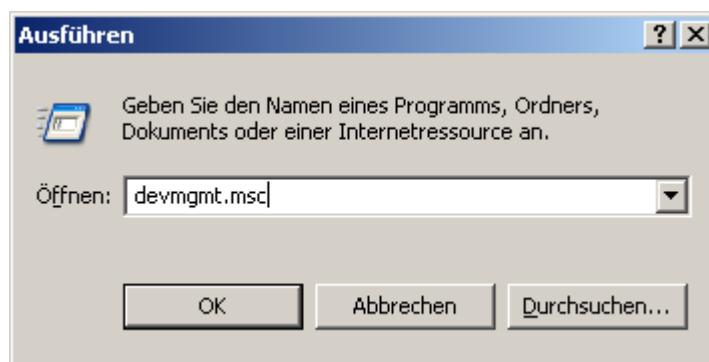 Ausführen
Geben Sie den Namen eines Programms, Ordners,
Dokuments oder einer Internetressource an.
Öffnen: devmgmt.msc
OK Abbrechen Durchsuchen...